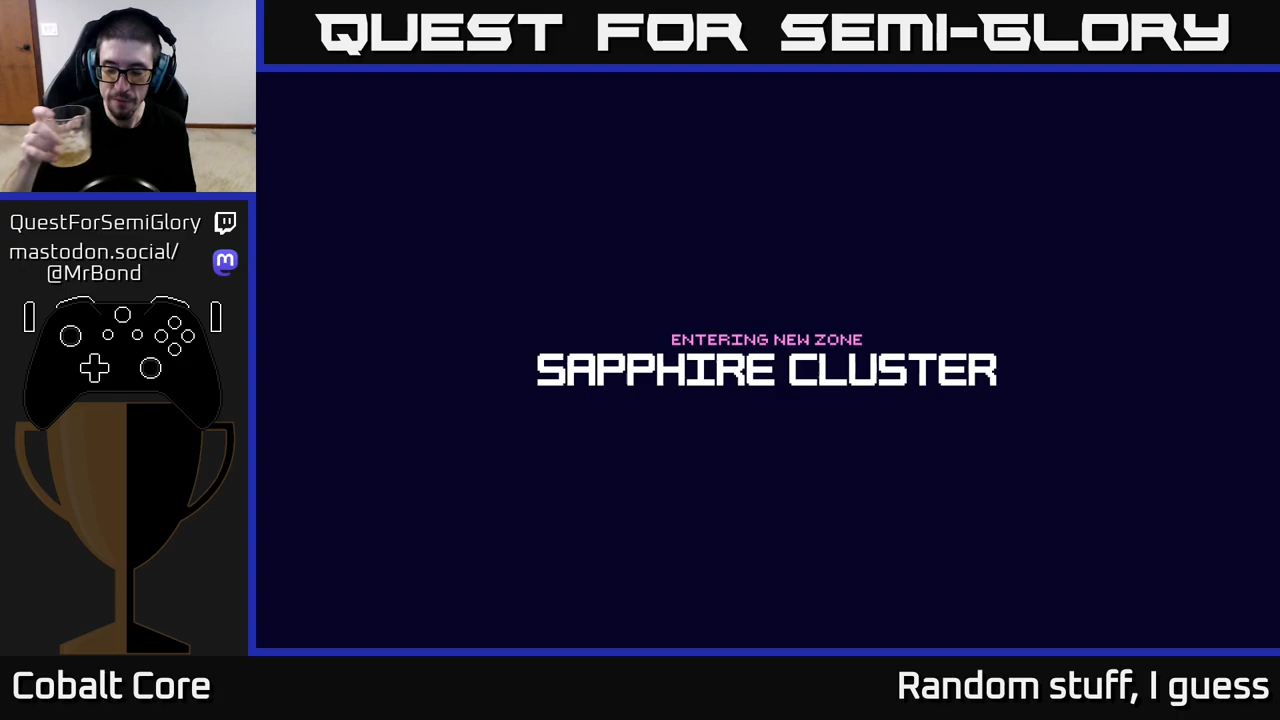 QUEST FOR SEMI-GLORY
QuestForSemiGlory
mastodon.social/
@MrBond
ENTERING NEW ZONE
SAPPHIRE CLUSTER
Cobalt Core
Random stuff, I guess